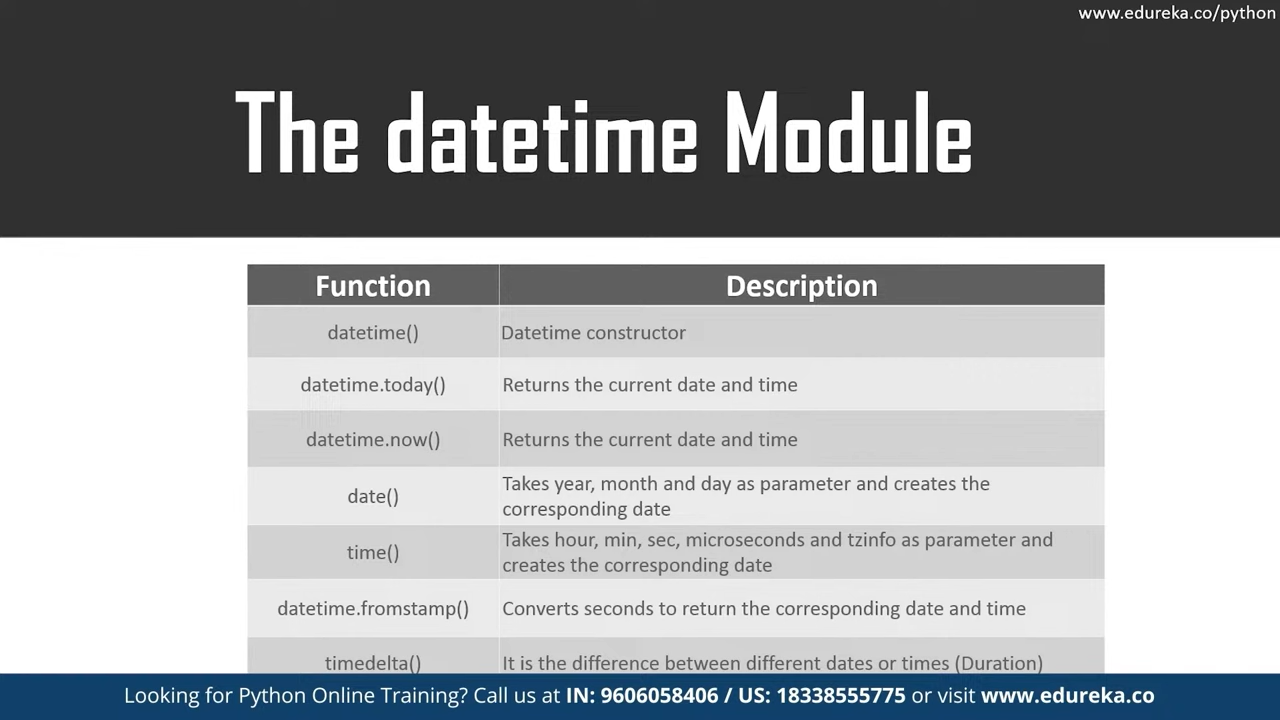 www.edureka.co/python
The datetime Module
Function Description
datetime() Datetime constructor
datetime.today() Returns the current date and time
datetime.now() Returns the current date and time
date() Takes year, month and day as parameter and creates the
corresponding date
time() Takes hour, min, sec, microseconds and tzinfo as parameter and
creates the corresponding date
datetime.fromstamp() Converts seconds to return the corresponding date and time
timedelta() It is the difference between different dates or times (Duration)
Looking for Python Online Training? Call us at IN: 9606058406 / US: 18338555775 or visit www.edureka.co